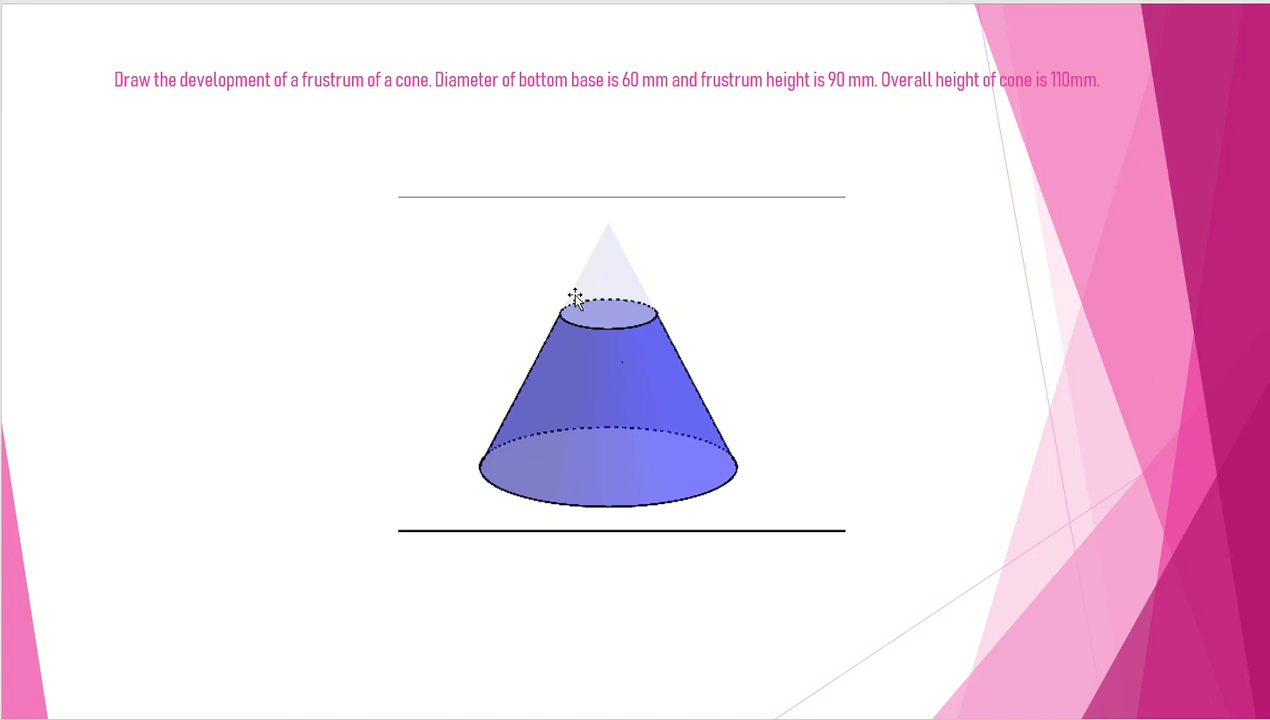 Draw the development of a frustrum of a cone. Diameter of bottom base is 60 mm and frustrum height is 90 mm. Overall height of cone is 110mm.